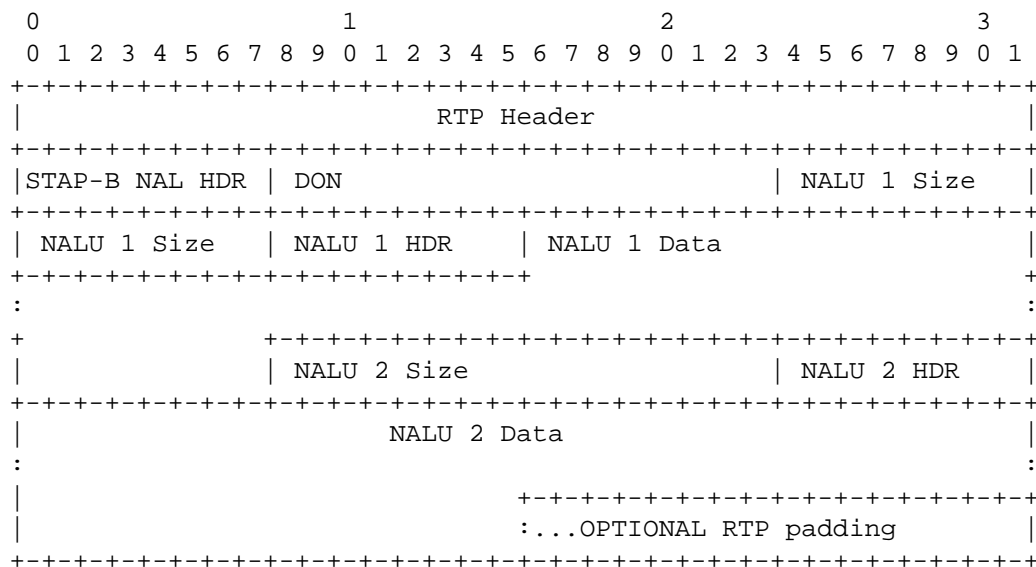 0                   1                   2                   3
 0 1 2 3 4 5 6 7 8 9 0 1 2 3 4 5 6 7 8 9 0 1 2 3 4 5 6 7 8 9 0 1
+-+-+-+-+-+-+-+-+-+-+-+-+-+-+-+-+-+-+-+-+-+-+-+-+-+-+-+-+-+-+-+-+
|                          RTP Header                           |
+-+-+-+-+-+-+-+-+-+-+-+-+-+-+-+-+-+-+-+-+-+-+-+-+-+-+-+-+-+-+-+-+
|STAP-B NAL HDR | DON                           | NALU 1 Size   |
+-+-+-+-+-+-+-+-+-+-+-+-+-+-+-+-+-+-+-+-+-+-+-+-+-+-+-+-+-+-+-+-+
| NALU 1 Size   | NALU 1 HDR    | NALU 1 Data                   |
+-+-+-+-+-+-+-+-+-+-+-+-+-+-+-+-+                               +
:                                                               :
+               +-+-+-+-+-+-+-+-+-+-+-+-+-+-+-+-+-+-+-+-+-+-+-+-+
|               | NALU 2 Size                   | NALU 2 HDR    |
+-+-+-+-+-+-+-+-+-+-+-+-+-+-+-+-+-+-+-+-+-+-+-+-+-+-+-+-+-+-+-+-+
|                       NALU 2 Data                             |
:                                                               :
|                               +-+-+-+-+-+-+-+-+-+-+-+-+-+-+-+-+
|                               :...OPTIONAL RTP padding        |
+-+-+-+-+-+-+-+-+-+-+-+-+-+-+-+-+-+-+-+-+-+-+-+-+-+-+-+-+-+-+-+-+